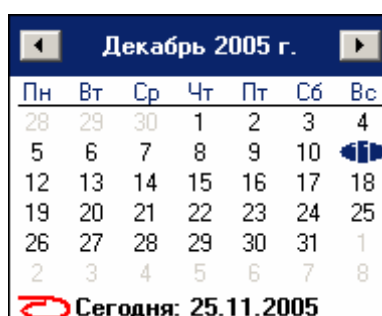 Декабрь 2005 г.
Пн Вт Ср Чт Пт Сб Вс
28 29 30 1 2 3 4
5 6 7 8 9 10
12 13 14 15 16 17 18
19 20 21 22 23 24 25
26 27 28 29 30 31 1
2 3 4 5 6 7 8
Сегодня: 25.11.2005